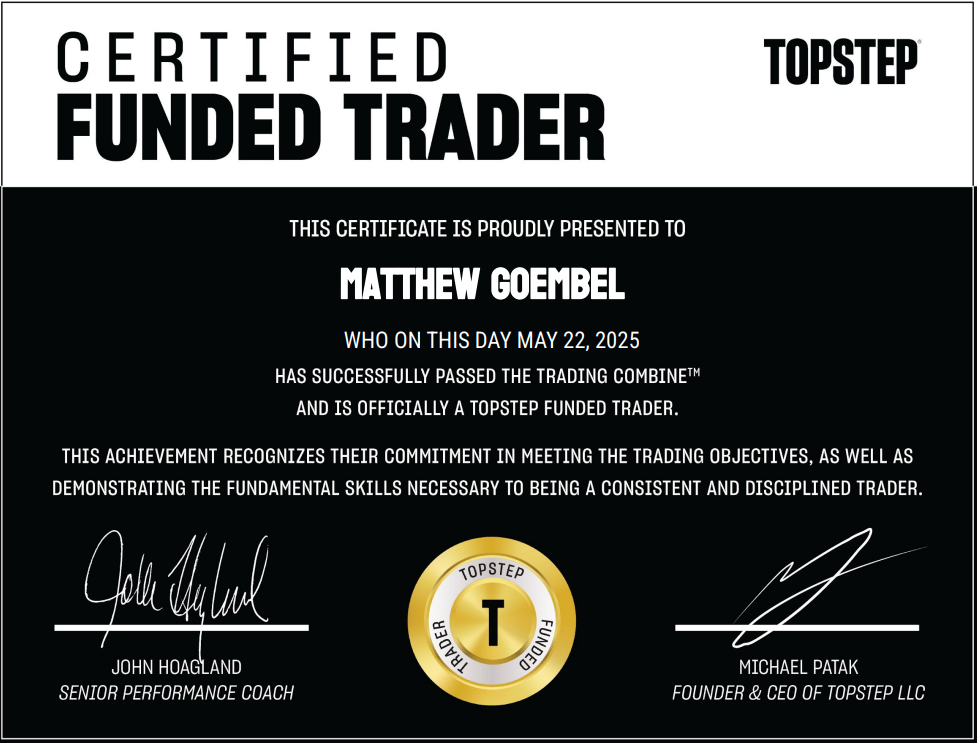 CERTIFIED
FUNDED TRADER
TOPSTEP®
THIS CERTIFICATE IS PROUDLY PRESENTED TO
MATTHEW GOEMBEL
WHO ON THIS DAY MAY 22, 2025
HAS SUCCESSFULLY PASSED THE TRADING COMBINE™
AND IS OFFICIALLY A TOPSTEP FUNDED TRADER.
THIS ACHIEVEMENT RECOGNIZES THEIR COMMITMENT IN MEETING THE TRADING OBJECTIVES, AS WELL AS
DEMONSTRATING THE FUNDAMENTAL SKILLS NECESSARY TO BEING A CONSISTENT AND DISCIPLINED TRADER.
JOHN HOAGLAND
SENIOR PERFORMANCE COACH
TOPSTEP
FUNDED
TRADER
T
MICHAEL PATAK
FOUNDER & CEO OF TOPSTEP LLC